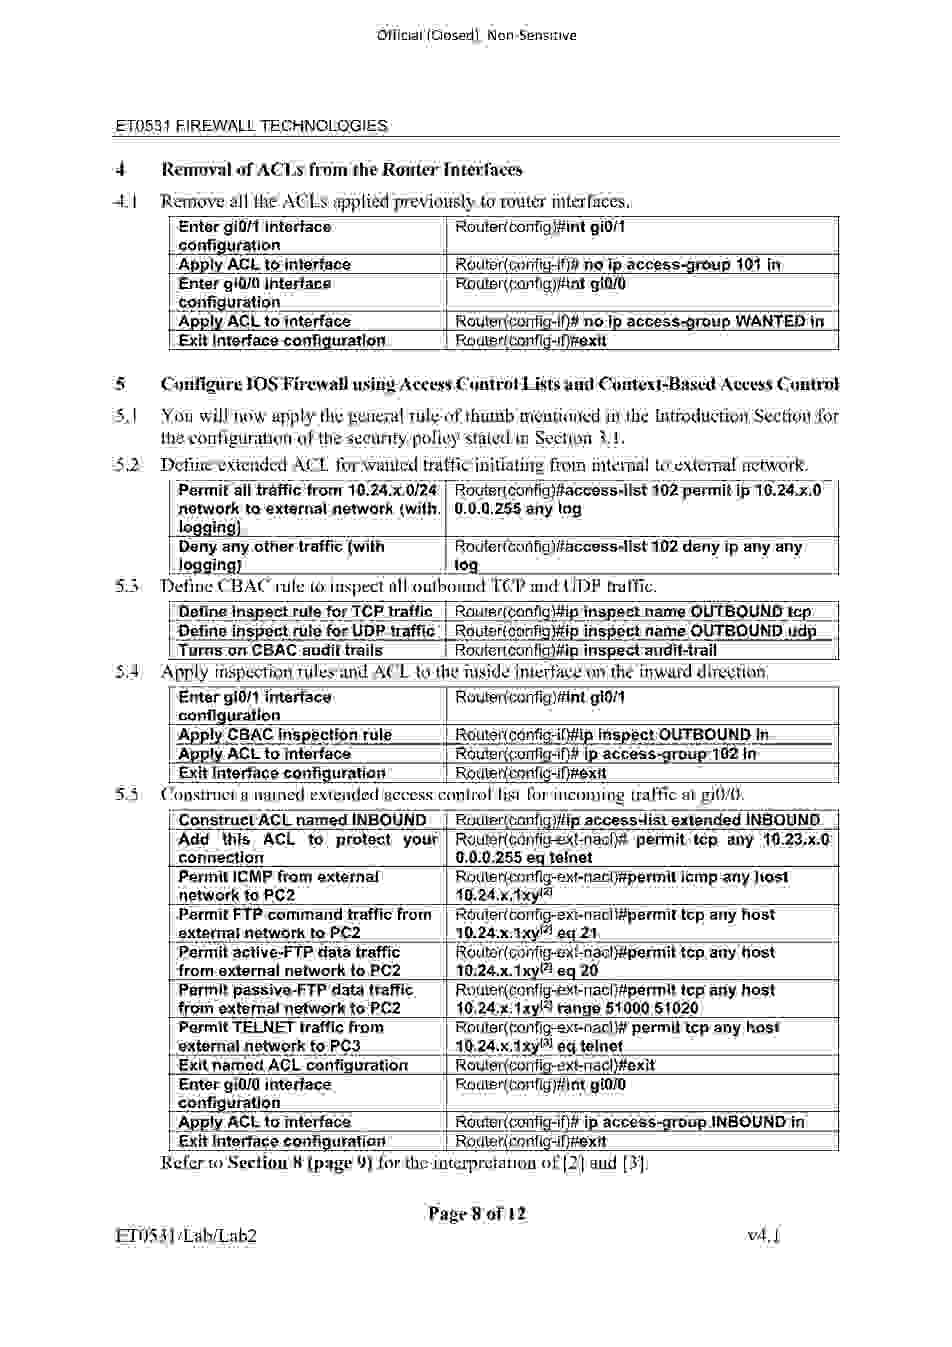 Official (Closed), Non-Sensitive
ET0531 FIREWALL TECHNOLOGIES
4 Removal of ACLs from the Router Interfaces
4.1 Remove all the ACLs applied previously to router interfaces.
Enter gi0/1 interface Router(config)#int gi0/1
configuration
Apply ACL to interface Router(config-if)# no ip access-group 101 in
Enter gi0/0 interface Router(config)#int gi0/0
configuration
Apply ACL to interface Router(config-if)# no ip access-group WANTED in
Exit interface configuration Router(config-if)#exit
5 Configure IOS Firewall using Access Control Lists and Context-Based Access Control
5.1 You will now apply the general rule of thumb mentioned in the Introduction Section for
the configuration of the security policy stated in Section 3.1.
5.2 Define extended ACL for wanted traffic initiating from internal to external network.
Permit all traffic from 10.24.x.0/24 Router(config)#access-list 102 permit ip 10.24.x.0
network to external network (with 0.0.0.255 any log
logging)
Deny any other traffic (with Router(config)#access-list 102 deny ip any any
logging) log
5.3 Define CBAC rule to inspect all outbound TCP and UDP traffic.
Define inspect rule for TCP traffic Router(config)#ip inspect name OUTBOUND tcp
Define inspect rule for UDP traffic Router(config)#ip inspect name OUTBOUND udp
Turns on CBAC audit trails Router(config)#ip inspect audit-trail
5.4 Apply inspection rules and ACL to the inside interface on the inward direction.
Enter gi0/1 interface Router(config)#int gi0/1
configuration
Apply CBAC inspection rule Router(config-if)#ip inspect OUTBOUND in
Apply ACL to interface Router(config-if)# ip access-group 102 in
Exit interface configuration Router(config-if)#exit
5.5 Construct a named extended access control list for incoming traffic at gi0/0.
Construct ACL named INBOUND Router(config)#ip access-list extended INBOUND
Add this ACL to protect your Router(config-ext-nacl)# permit tcp any 10.23.x.0
connection 0.0.0.255 eq telnet
Permit ICMP from external Router(config-ext-nacl)#permit icmp any host
network to PC2 10.24.x.1xy[2]
Permit FTP command traffic from Router(config-ext-nacl)#permit tcp any host
external network to PC2 10.24.x.1xy[2] eq 21
Permit active-FTP data traffic Router(config-ext-nacl)#permit tcp any host
from external network to PC2 10.24.x.1xy[2] eq 20
Permit passive-FTP data traffic Router(config-ext-nacl)#permit tcp any host
from external network to PC2 10.24.x.1xy[2] range 51000 51020
Permit TELNET traffic from Router(config-ext-nacl)# permit tcp any host
external network to PC3 10.24.x.1xy[3] eq telnet
Exit named ACL configuration Router(config-ext-nacl)#exit
Enter gi0/0 interface Router(config)#int gi0/0
configuration
Apply ACL to interface Router(config-if)# ip access-group INBOUND in
Exit interface configuration Router(config-if)#exit
Refer to Section 8 (page 9) for the interpretation of [2] and [3].
Page 8 of 12
ET0531/Lab/Lab2 v4.1